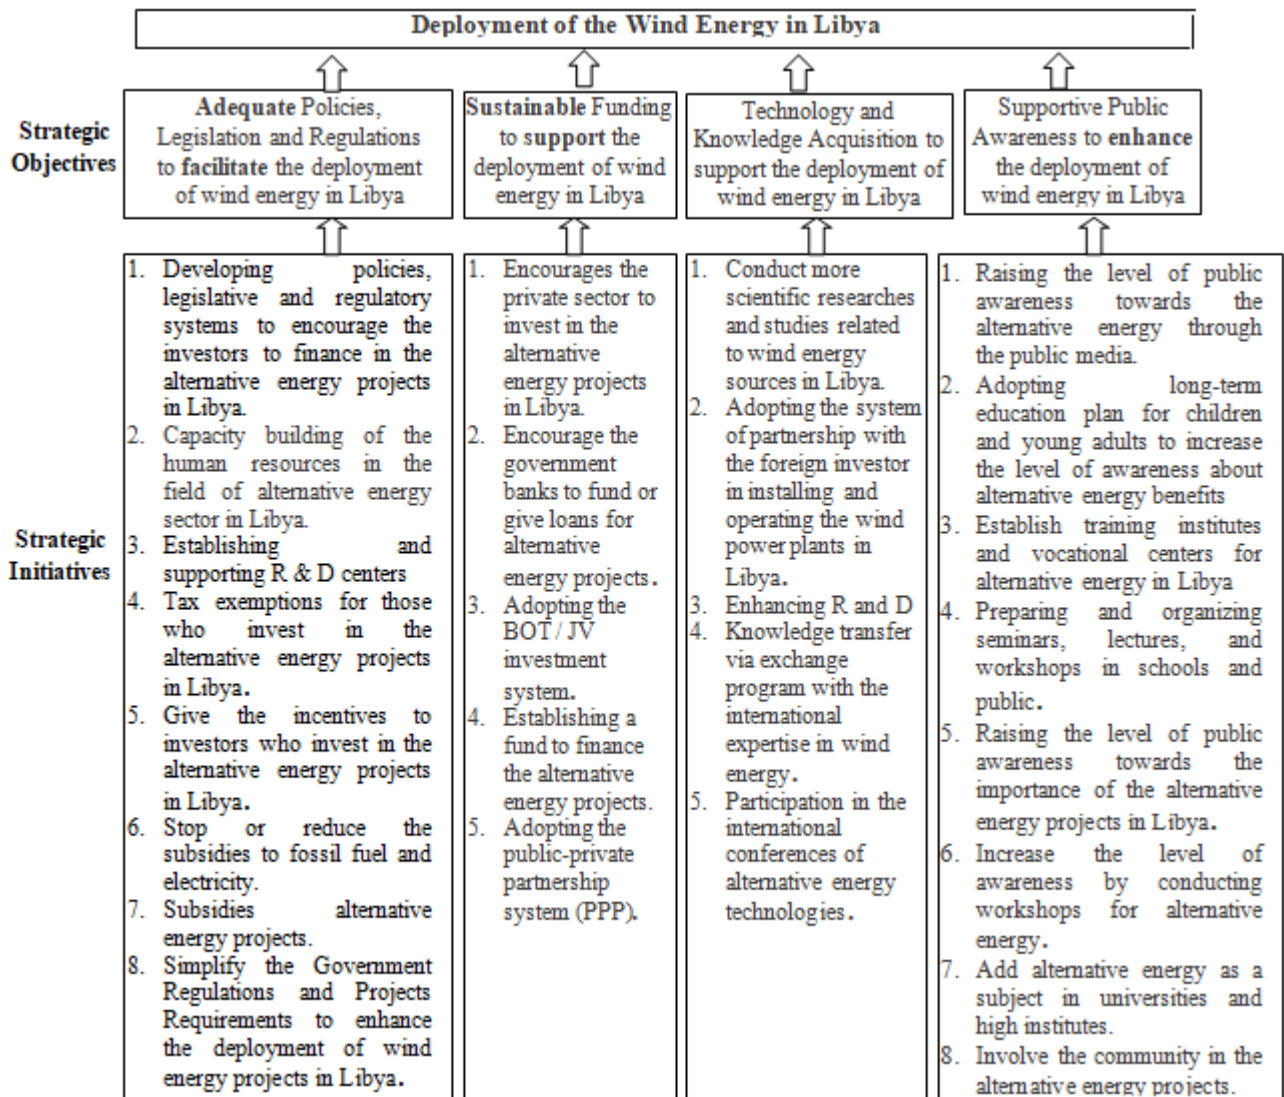 Deployment of the Wind Energy in Libya
Strategic
Objectives
Adequate Policies,
Legislation and Regulations
to facilitate the deployment
of wind energy in Libya
Sustainable Funding
to support the
deployment of wind
energy in Libya
Technology and
Knowledge Acquisition to
support the deployment of
wind energy in Libya
Supportive Public
Awareness to enhance
the deployment of
wind energy in Libya
Strategic
Initiatives
1. Developing policies,
legislative and regulatory
systems to encourage the
investors to finance in the
alternative energy projects
in Libya.
2. Capacity building of the
human resources in the
field of alternative energy
sector in Libya.
3. Establishing and
supporting R & D centers
4. Tax exemptions for those
who invest in the
alternative energy projects
in Libya.
5. Give the incentives to
investors who invest in the
alternative energy projects
in Libya.
6. Stop or reduce the
subsidies to fossil fuel and
electricity.
7. Subsidies alternative
energy projects.
8. Simplify the Government
Regulations and Projects
Requirements to enhance
the deployment of wind
energy projects in Libya.
1. Encourages the
private sector to
invest in the
alternative
energy projects
in Libya.
2. Encourage the
government
banks to fund or
give loans for
alternative
energy projects.
3. Adopting the
BOT / JV
investment
system.
4. Establishing a
fund to finance
the alternative
energy projects.
5. Adopting the
public-private
partnership
system (PPP).
1. Conduct more
scientific researches
and studies related
to wind energy
sources in Libya.
2. Adopting the system
of partnership with
the foreign investor
in installing and
operating the wind
power plants in
Libya.
3. Enhancing R and D
4. Knowledge transfer
via exchange
program with the
international
expertise in wind
energy.
5. Participation in the
international
conferences of
alternative energy
technologies.
1. Raising the level of public
awareness towards the
alternative energy through
the public media.
2. Adopting long-term
education plan for children
and young adults to increase
the level of awareness about
alternative energy benefits
3. Establish training institutes
and vocational centers for
alternative energy in Libya
4. Preparing and organizing
seminars, lectures, and
workshops in schools and
public.
5. Raising the level of public
awareness towards the
importance of the alternative
energy projects in Libya.
6. Increase the level of
awareness by conducting
workshops for alternative
energy.
7. Add alternative energy as a
subject in universities and
high institutes.
8. Involve the community in the
alternative energy projects.